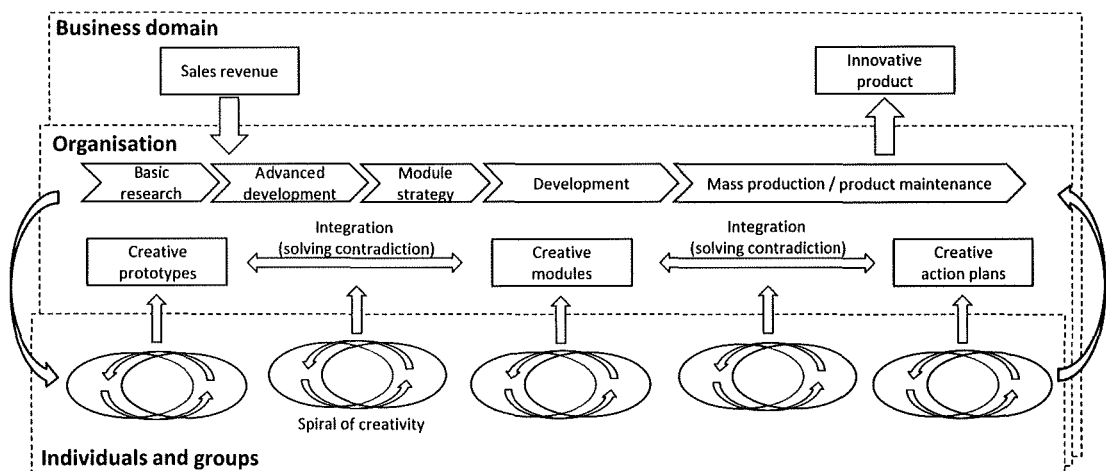 Business domain
Sales revenue
Innovative
product
Organisation
Basic
research
Advanced
development
Module
strategy
Development
Mass production / product maintenance
Creative
prototypes
Integration
(solving contradiction)
Creative
modules
Integration
(solving contradiction)
Creative
action plans
Spiral of creativity
Individuals and groups